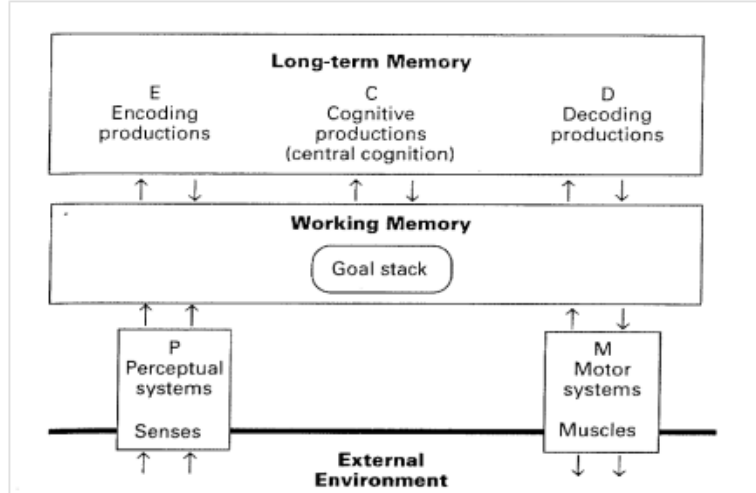 Long-term Memory
E
Encoding
productions
C
Cognitive
productions
(central cognition)
D
Decoding
productions
Working Memory
Goal stack
P
Perceptual
systems
Senses
M
Motor
systems
Muscles
External
Environment